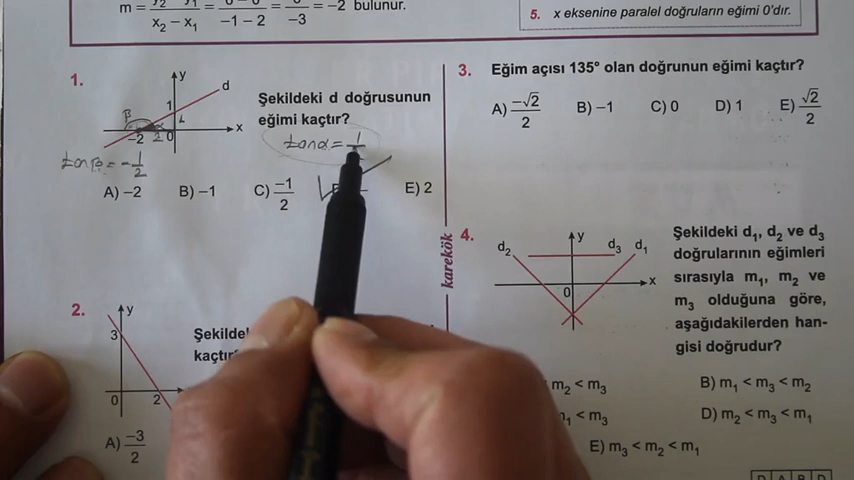 m = y₂ − y₁ / x₂ − x₁ = / −1 − 2 = / −3 = −2 bulunur.
5. x eksenine paralel doğruların eğimi 0'dır.
1.
y
d
1
x
−2
0
β
2
tanβ = −1/2
Şekildeki d doğrusunun
eğimi kaçtır?
tanα = 1
A) −2 B) −1 C) −1/2 E) 2
2.
y
3
0
2
kaçtır
A) −3/2
karekök
3. Eğim açısı 135° olan doğrunun eğimi kaçtır?
A) −√2/2 B) −1 C) 0 D) 1 E) √2/2
4.
d₂
y
d₃
d₁
x
0
Şekildeki d₁, d₂ ve d₃
doğrularının eğimleri
sırasıyla m₁, m₂ ve
m₃ olduğuna göre,
aşağıdakilerden han-
gisi doğrudur?
m₂ < m₃ B) m₁ < m₃ < m₂
< m₃ D) m₂ < m₃ < m₁
E) m₃ < m₂ < m₁
D A B D